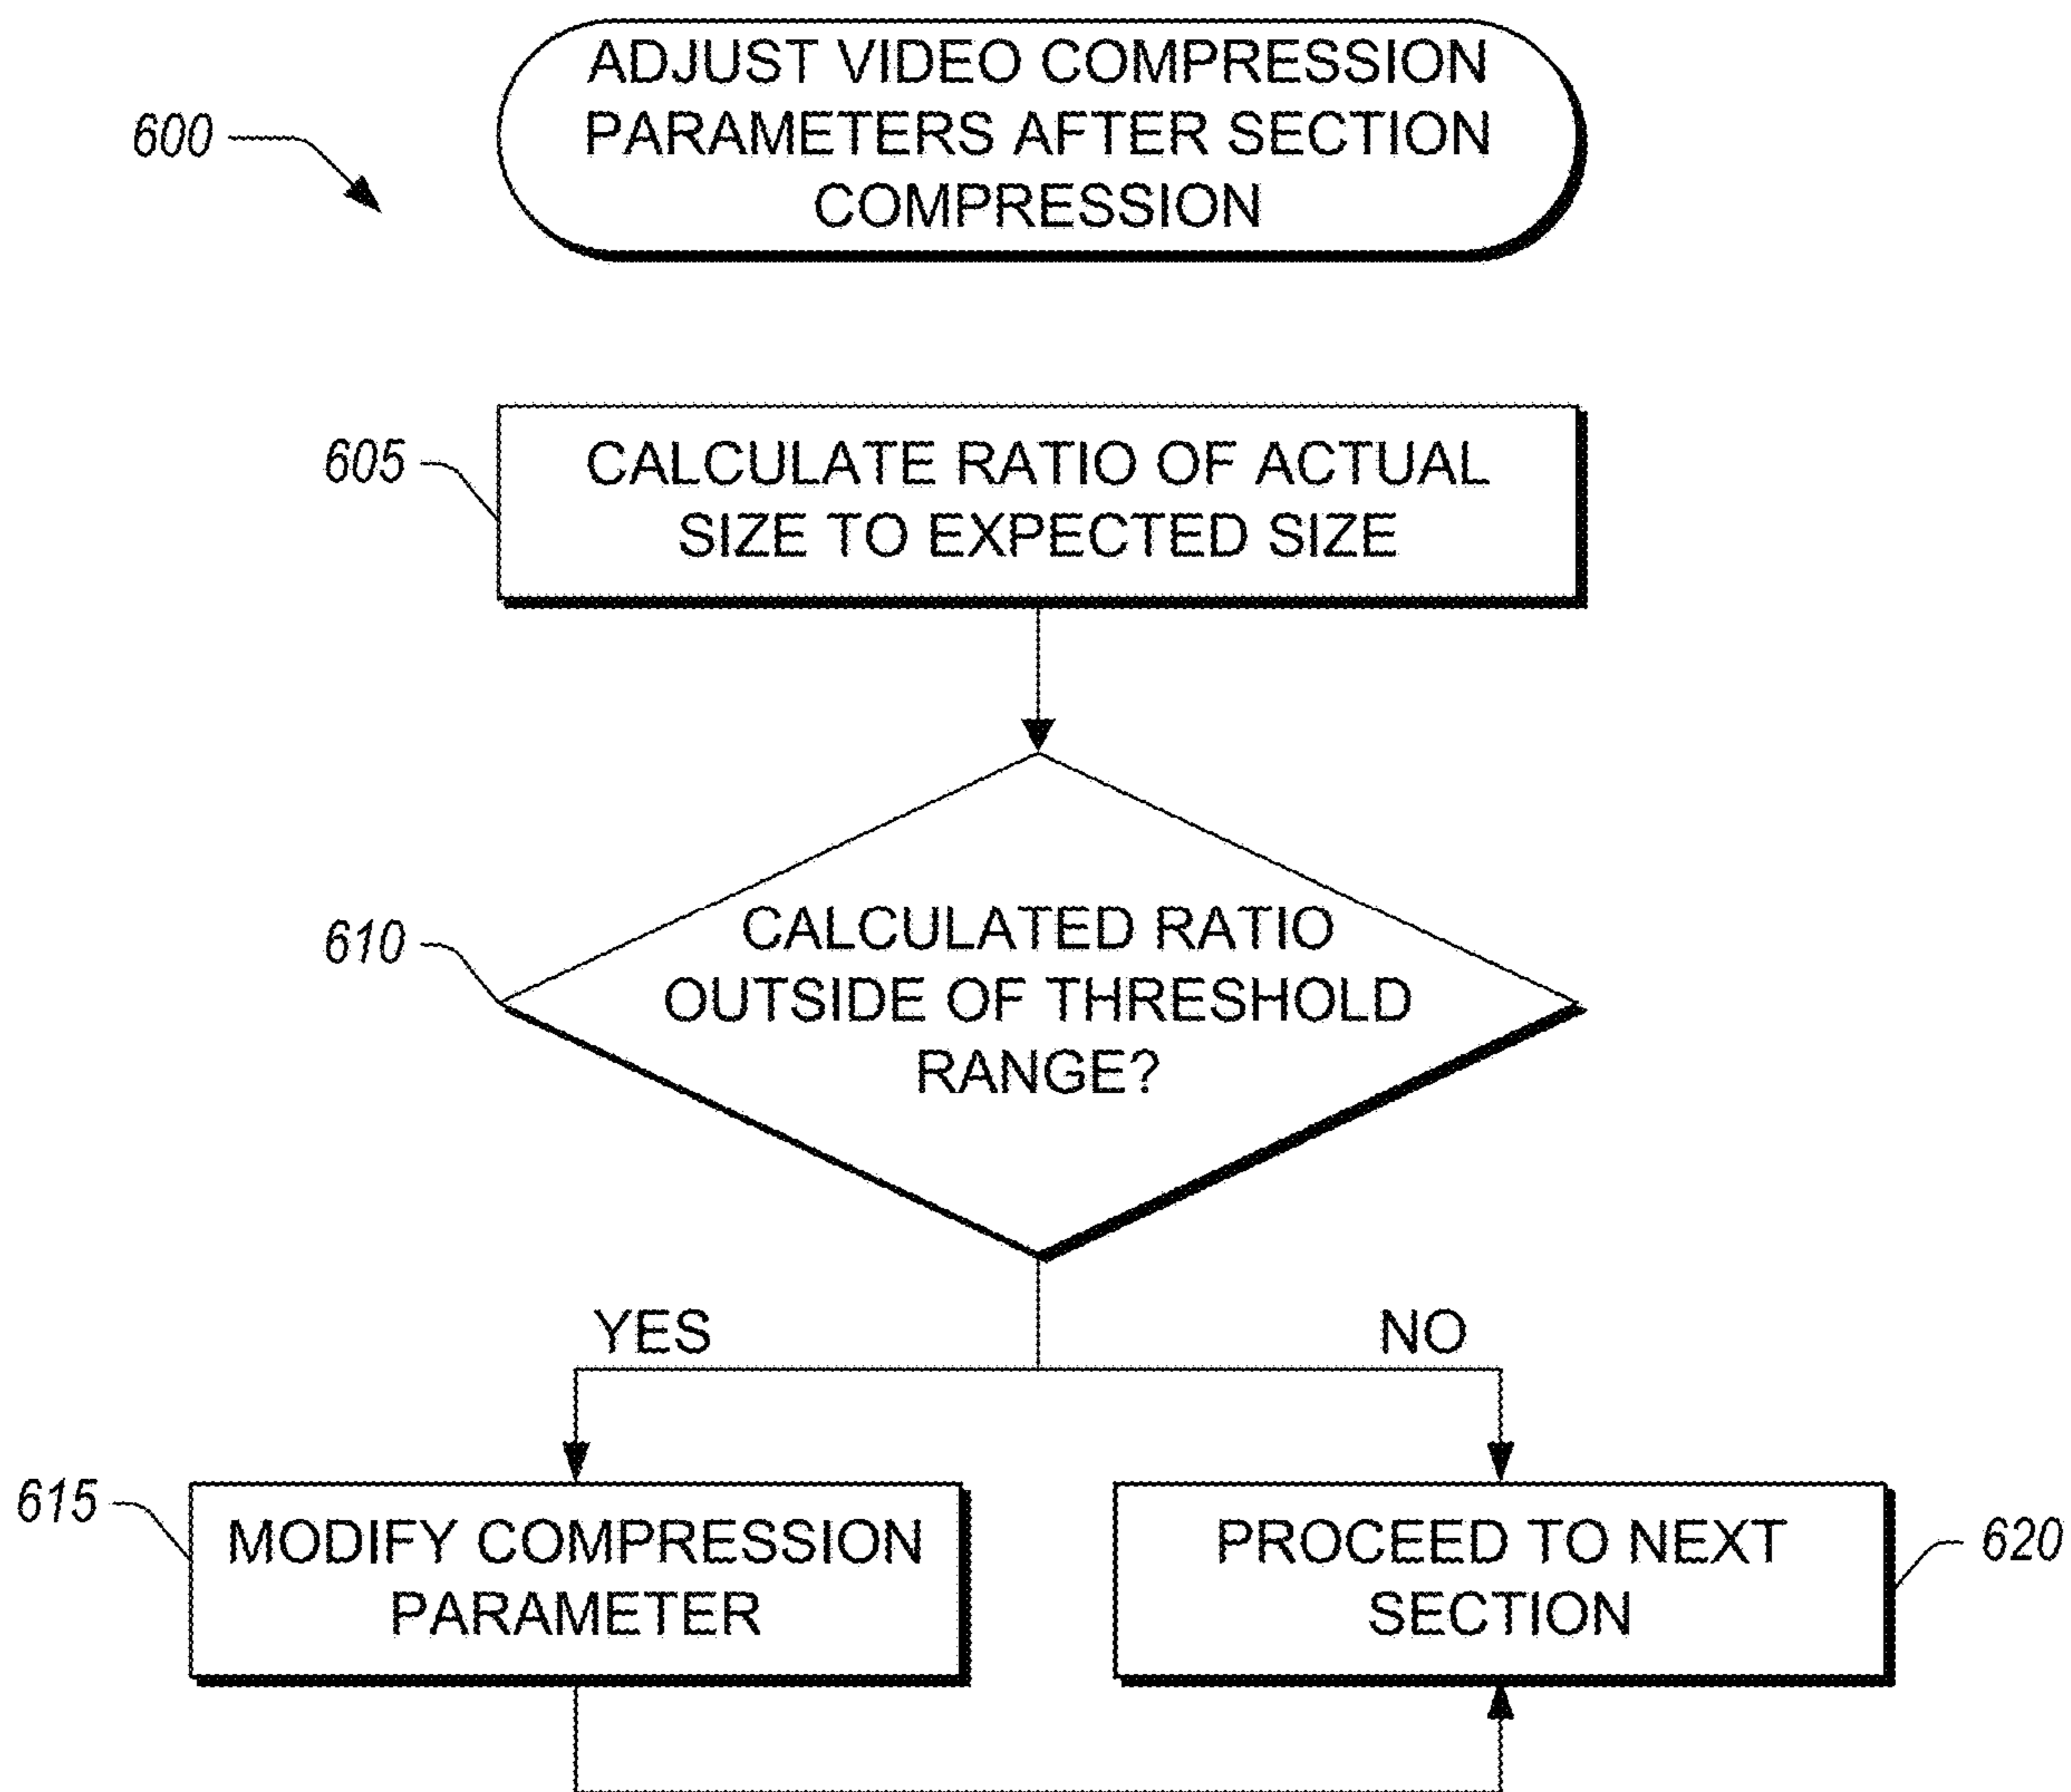 ADJUST VIDEO COMPRESSION
PARAMETERS AFTER SECTION
COMPRESSION
600
605
CALCULATE RATIO OF ACTUAL
SIZE TO EXPECTED SIZE
610
CALCULATED RATIO
OUTSIDE OF THRESHOLD
RANGE?
YES
NO
615
MODIFY COMPRESSION
PARAMETER
PROCEED TO NEXT
SECTION
620